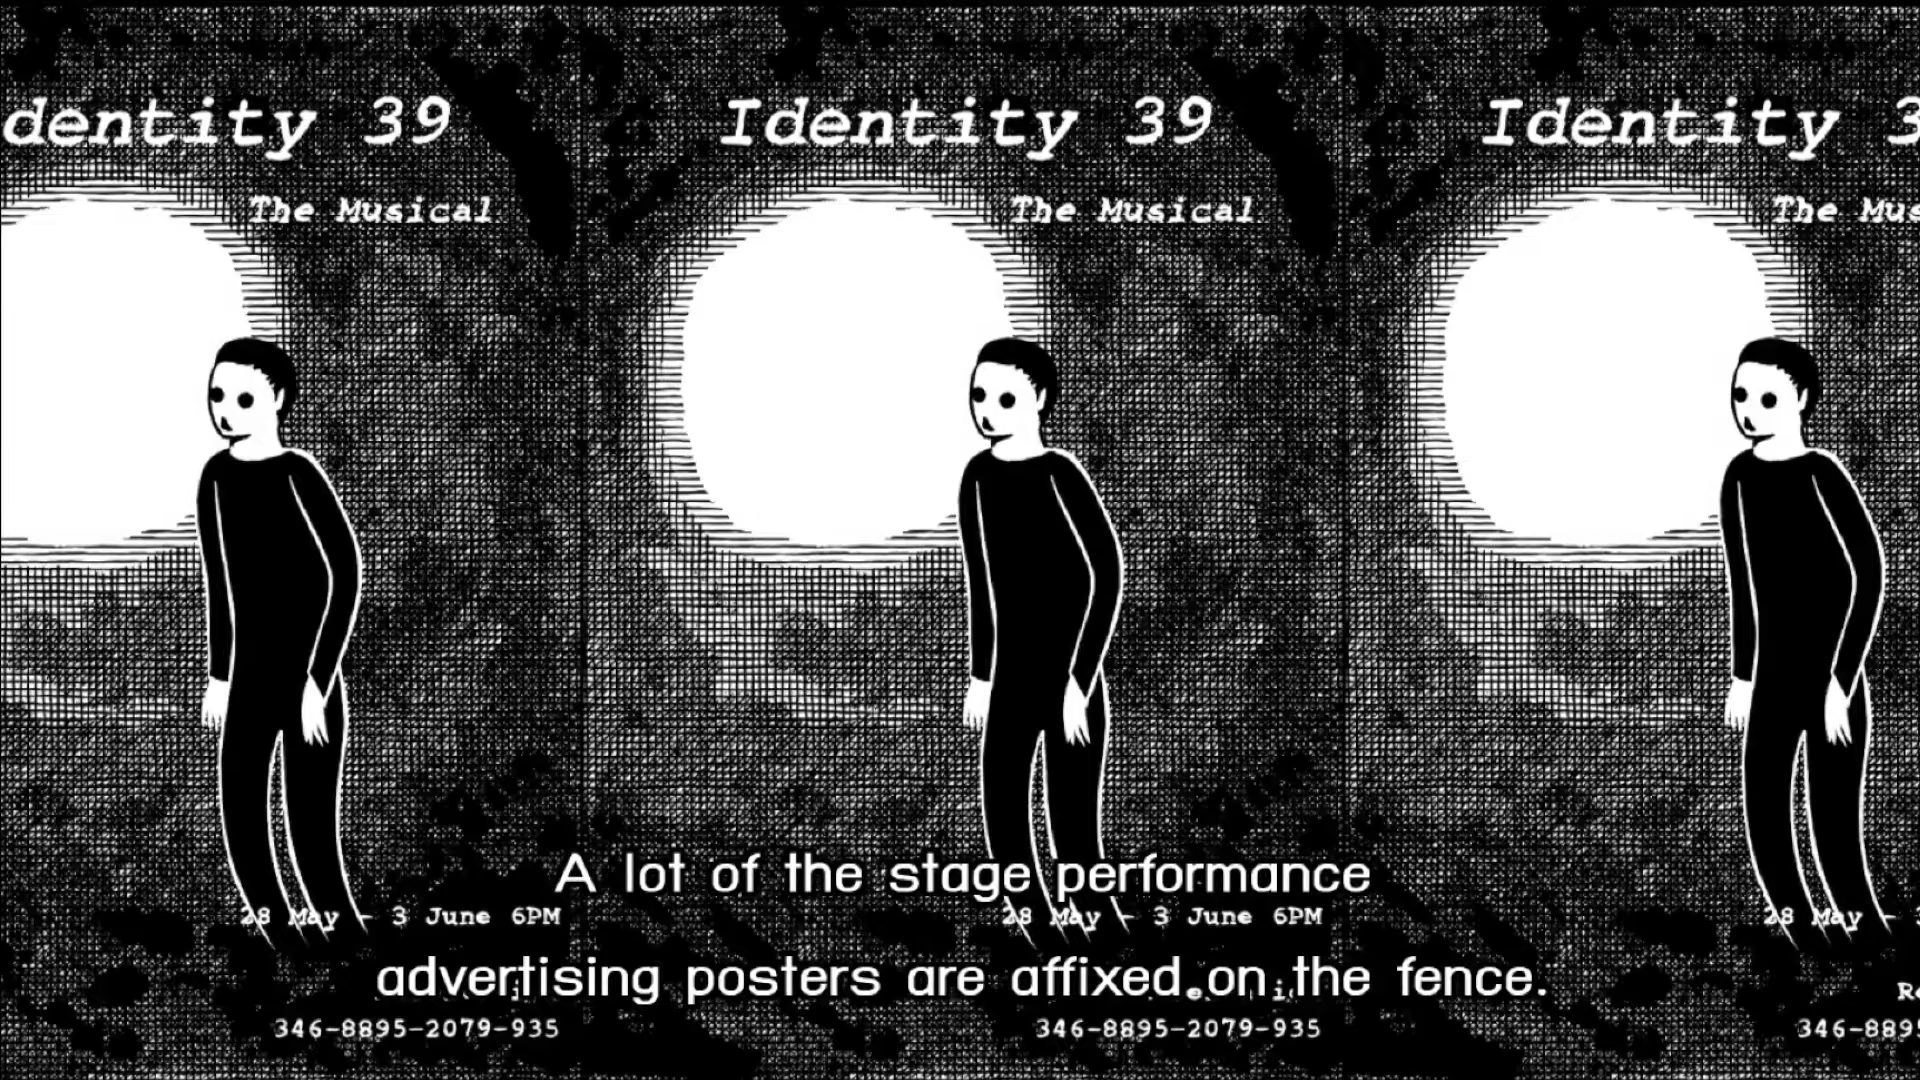 dentity 39
The Musical
Identity 39
The Musical
Identity 3
The Mus
A lot of the stage performance
28 May - 3 June 6PM
28 May - 3 June 6PM
28 May -
advertising posters are affixed on the fence.
346-8895-2079-935
346-8895-2079-935
346-889